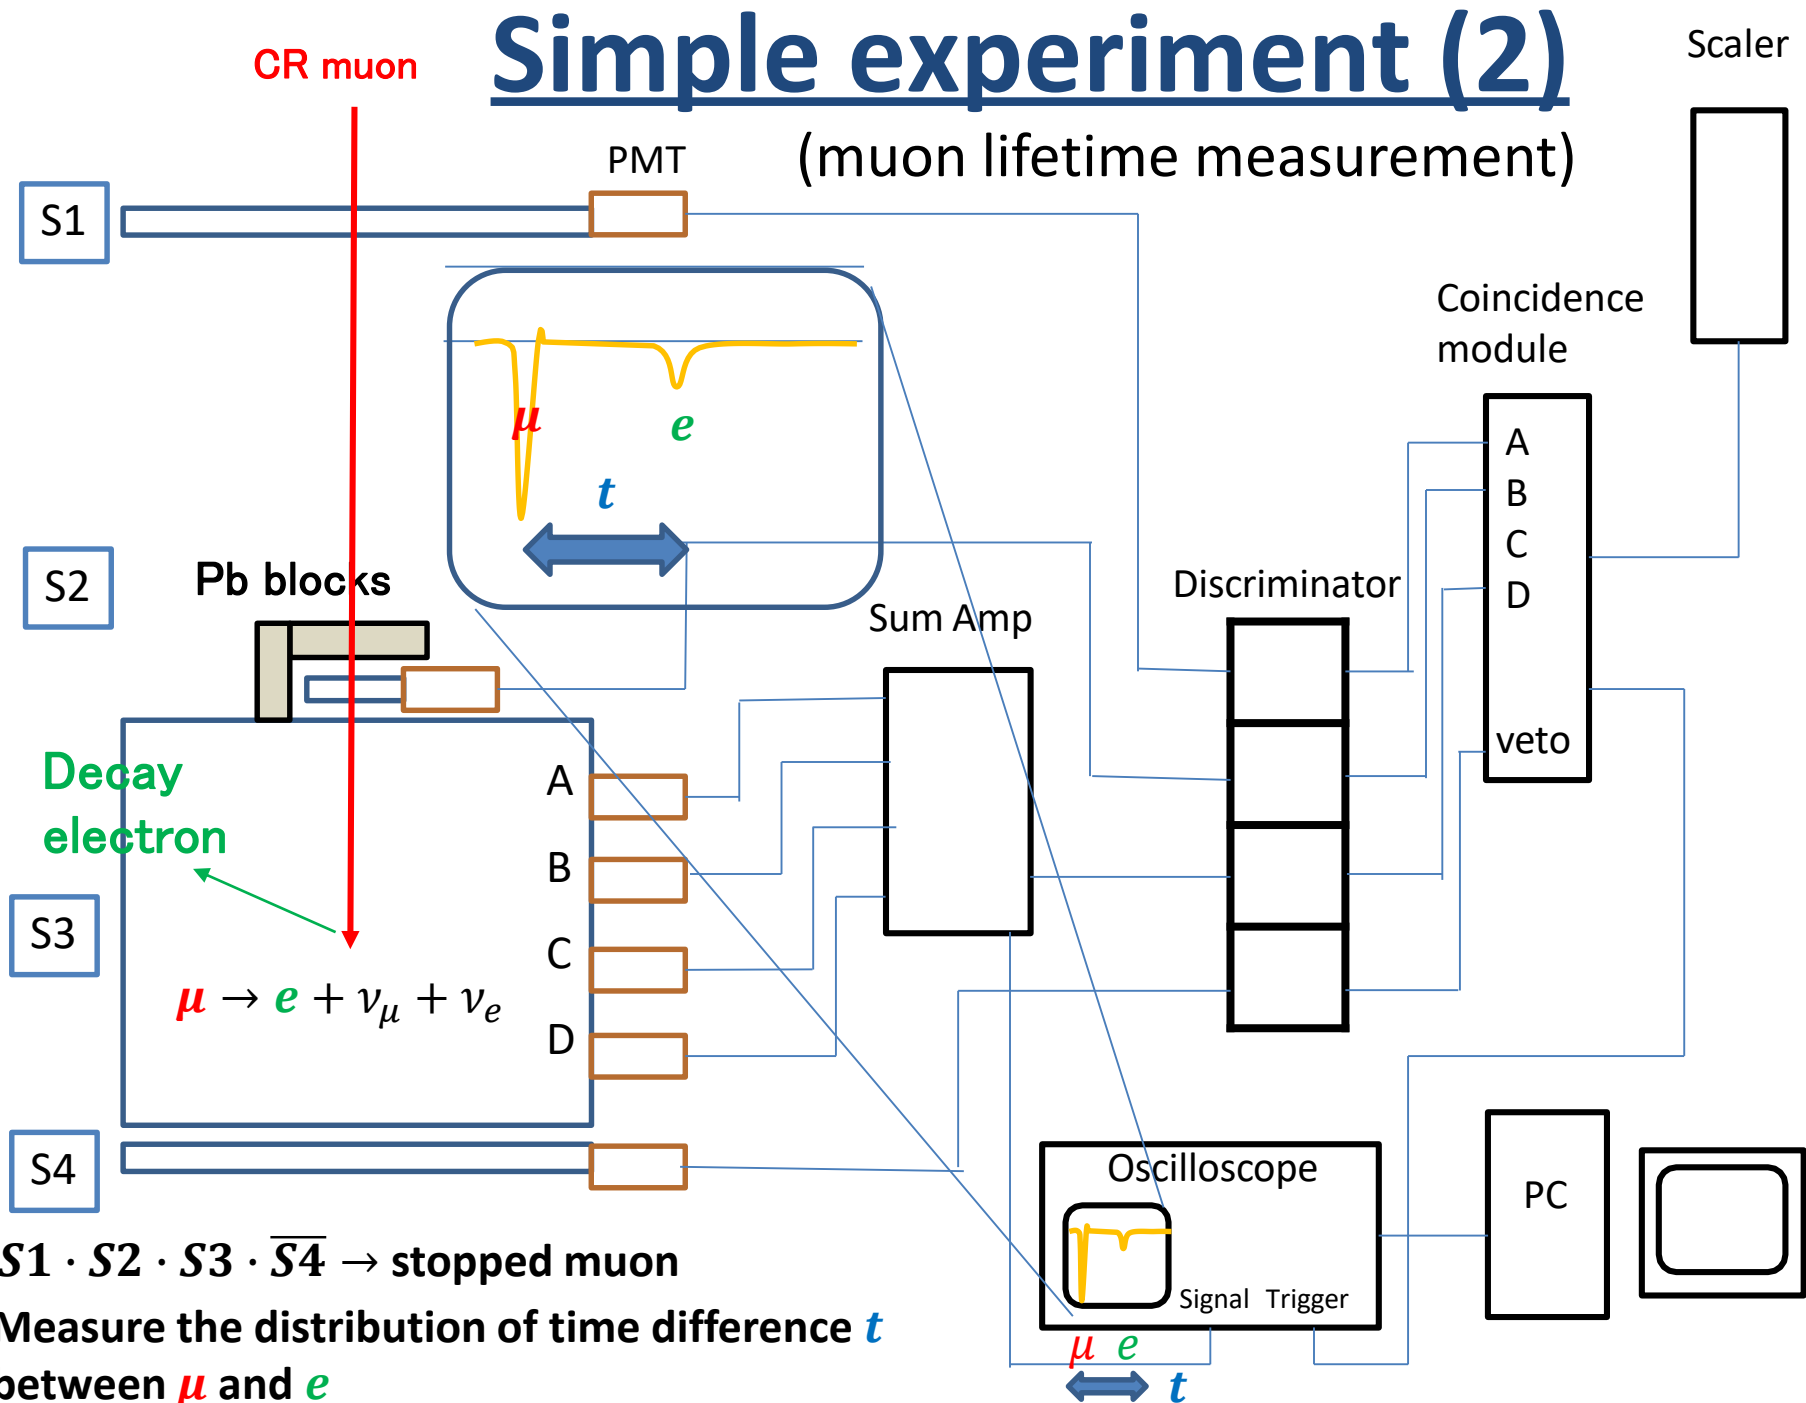 Simple experiment (2)
(muon lifetime measurement)
CR muon
Scaler
PMT
S1
Coincidence
module
A
B
C
D
veto
μ
e
t
S2
Pb blocks
Sum Amp
Discriminator
Decay
electron
A
B
C
D
S3
μ → e + ν_μ + ν_e
S4
Oscilloscope
Signal Trigger
PC
μ e
t
S1 · S2 · S3 · S̅4̅ → stopped muon
Measure the distribution of time difference t
between μ and e